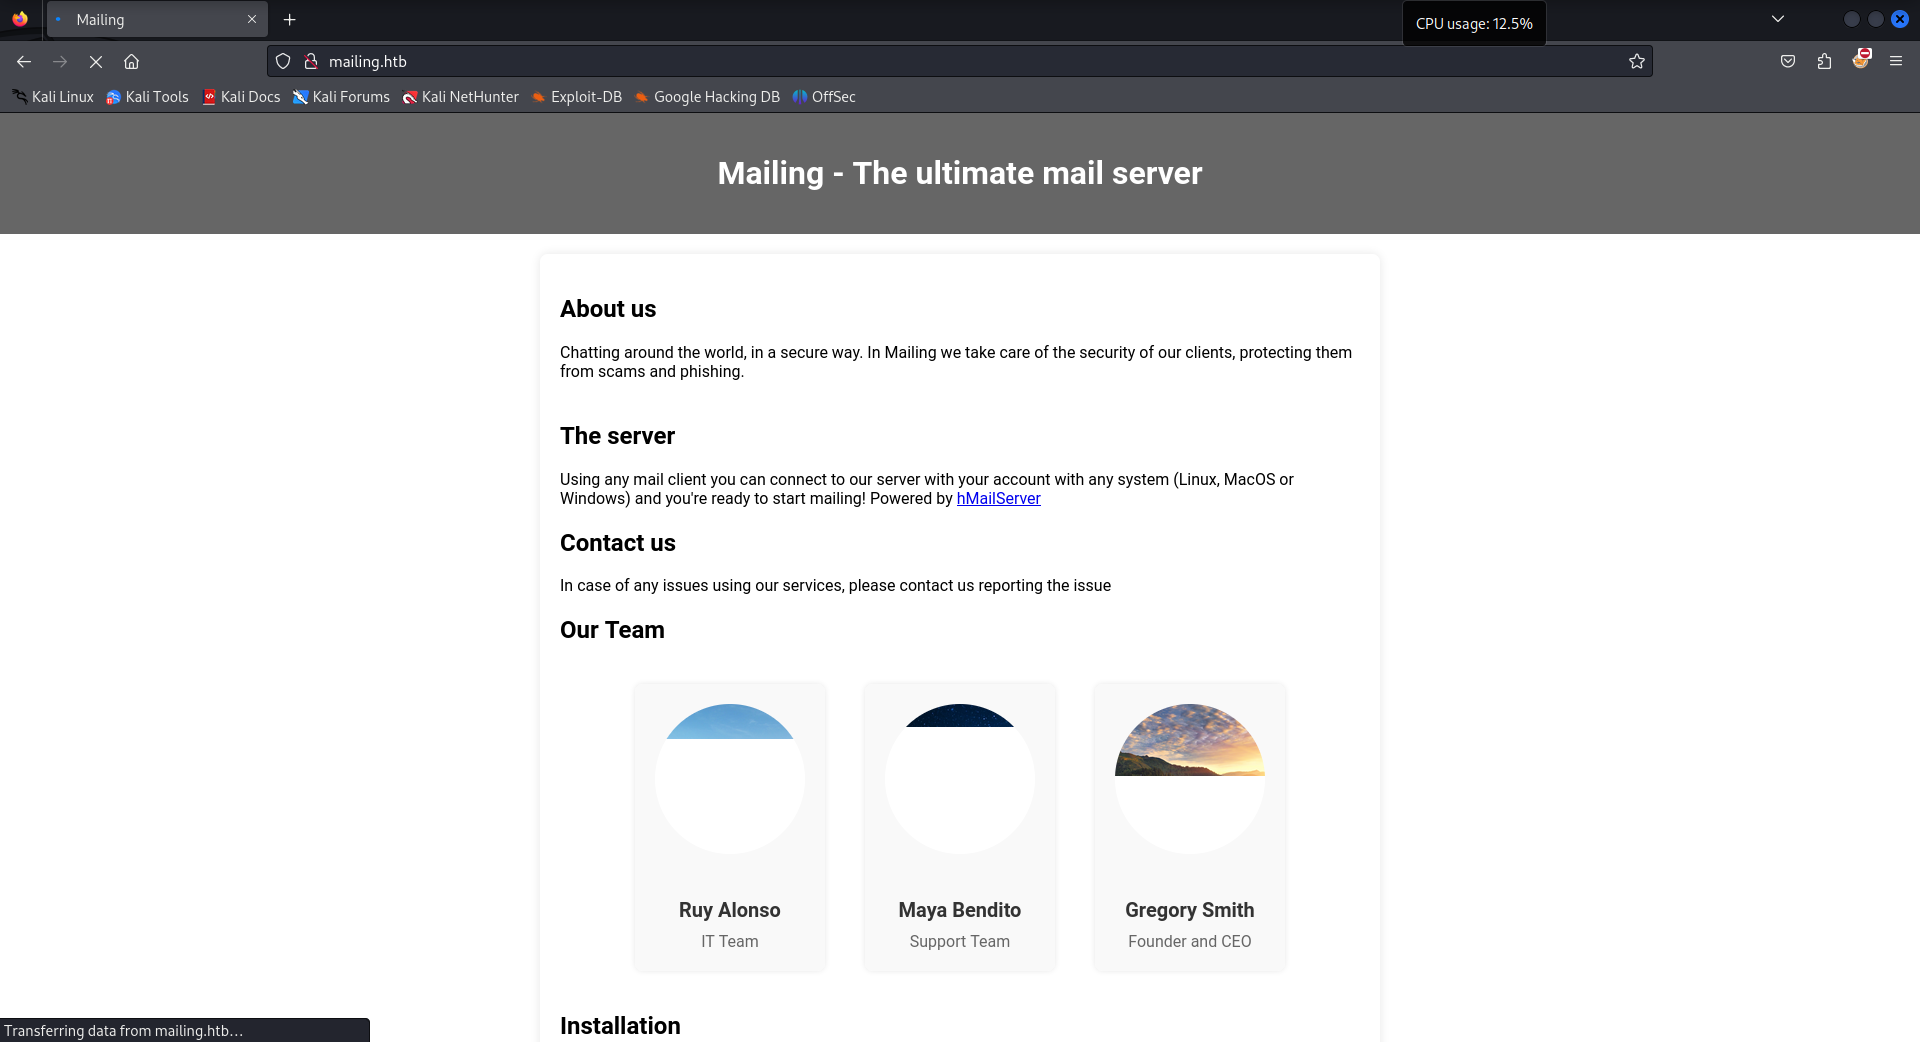 Mailing
CPU usage: 12.5%
mailing.htb
Kali Linux Kali Tools Kali Docs Kali Forums Kali NetHunter Exploit-DB Google Hacking DB OffSec
Mailing - The ultimate mail server
About us
Chatting around the world, in a secure way. In Mailing we take care of the security of our clients, protecting them
from scams and phishing.
The server
Using any mail client you can connect to our server with your account with any system (Linux, MacOS or
Windows) and you're ready to start mailing! Powered by hMailServer
Contact us
In case of any issues using our services, please contact us reporting the issue
Our Team
Ruy Alonso Maya Bendito Gregory Smith
IT Team Support Team Founder and CEO
Installation
Transferring data from mailing.htb…